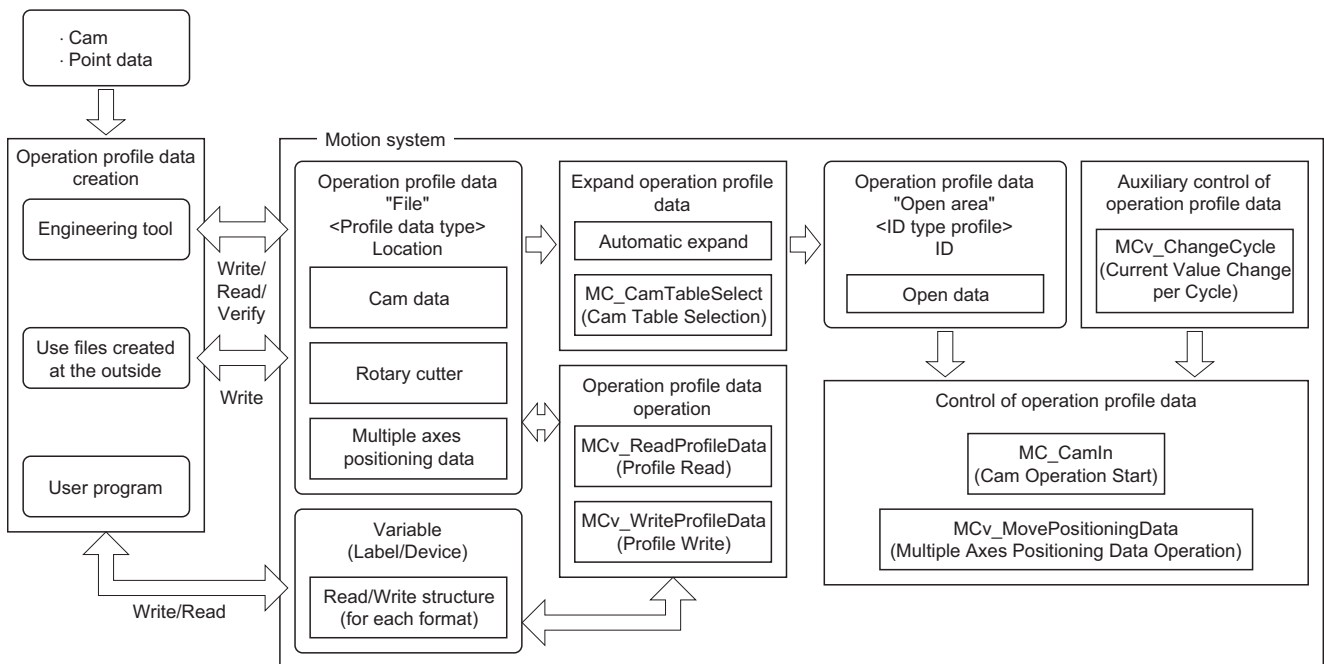 · Cam
· Point data
Operation profile data
creation
Engineering tool
Use files created
at the outside
User program
Write/
Read/
Verify
Write
Write/Read
Motion system
Operation profile data
"File"
<Profile data type>
Location
Cam data
Rotary cutter
Multiple axes
positioning data
Variable
(Label/Device)
Read/Write structure
(for each format)
Expand operation profile
data
Automatic expand
MC_CamTableSelect
(Cam Table Selection)
Operation profile data
operation
MCv_ReadProfileData
(Profile Read)
MCv_WriteProfileData
(Profile Write)
Operation profile data
"Open area"
<ID type profile>
ID
Open data
Auxiliary control of
operation profile data
MCv_ChangeCycle
(Current Value Change
per Cycle)
Control of operation profile data
MC_CamIn
(Cam Operation Start)
MCv_MovePositioningData
(Multiple Axes Positioning Data Operation)